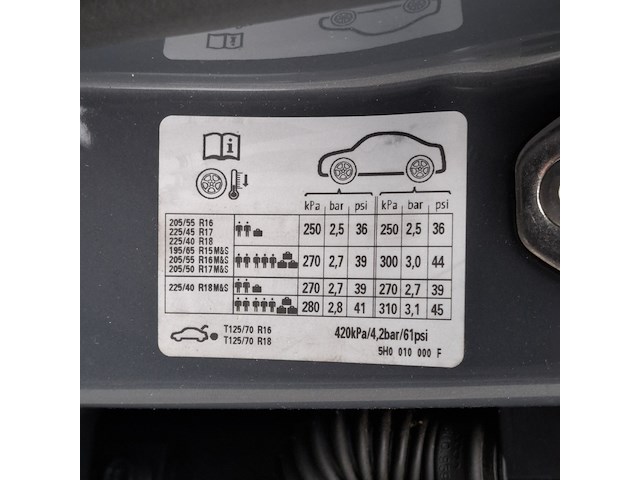 i
kPa bar psi kPa bar psi
205/55 R16
225/45 R17
225/40 R18
195/65 R15M&S
205/55 R16M&S
205/50 R17M&S
250 2,5 36 250 2,5 36
270 2,7 39 300 3,0 44
225/40 R18M&S
270 2,7 39 270 2,7 39
280 2,8 41 310 3,1 45
T125/70 R16
T125/70 R18
420kPa/4,2bar/61psi
5H0 010 000 F